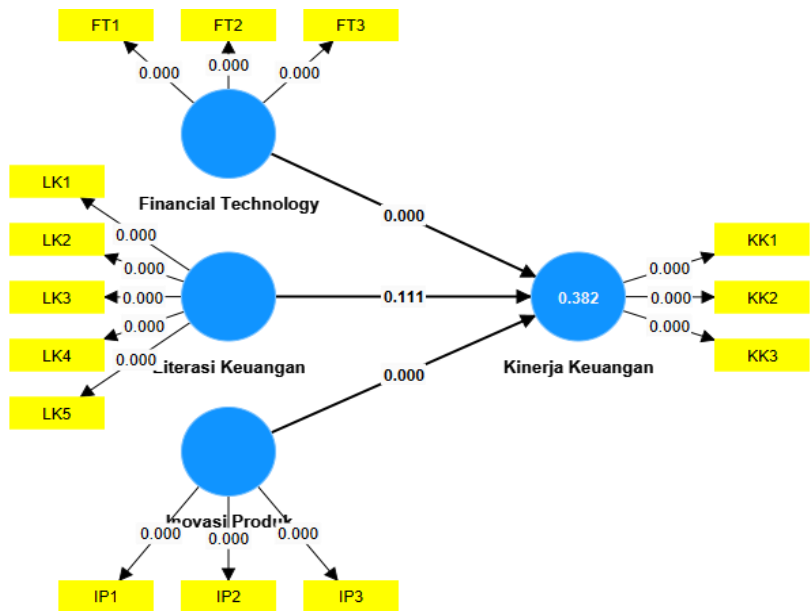 FT1 FT2 FT3
0.000 0.000 0.000
Financial Technology
LK1
LK2
LK3
LK4
LK5
0.000
0.000
0.000
0.000
0.000
Literasi Keuangan
0.000
0.111
0.000
0.382
Kinerja Keuangan
0.000
0.000
0.000
KK1
KK2
KK3
Inovasi Produk
0.000 0.000 0.000
IP1 IP2 IP3